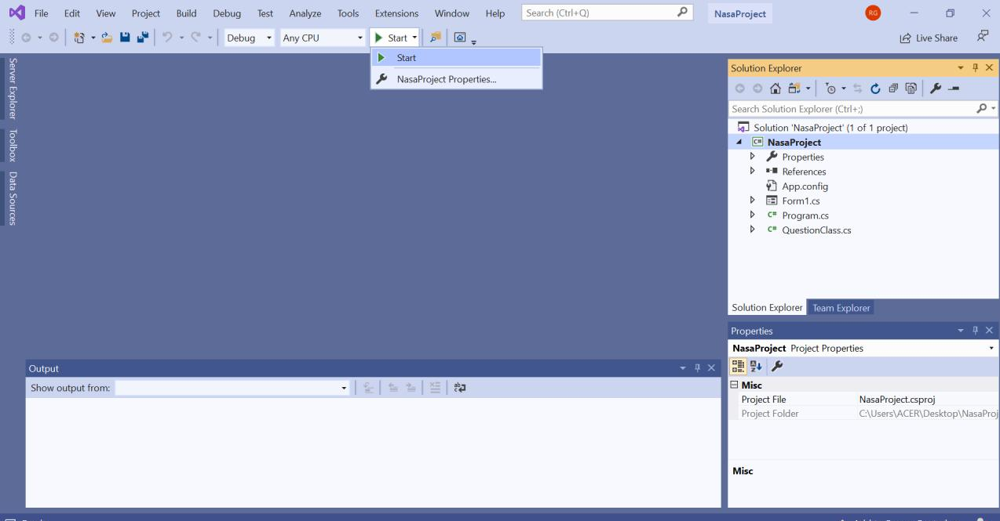 File Edit View Project Build Debug Test Analyze Tools Extensions Window Help Search (Ctrl+Q) NasaProject RG
Debug Any CPU Start Live Share
Start
NasaProject Properties...
Server Explorer
Toolbox
Data Sources
Solution Explorer
Search Solution Explorer (Ctrl+;)
Solution 'NasaProject' (1 of 1 project)
C# NasaProject
Properties
References
App.config
Form1.cs
C# Program.cs
C# QuestionClass.cs
Solution Explorer Team Explorer
Properties
NasaProject Project Properties
Misc
Project File NasaProject.csproj
Project Folder C:\Users\ACER\Desktop\NasaProj
Misc
Output
Show output from: